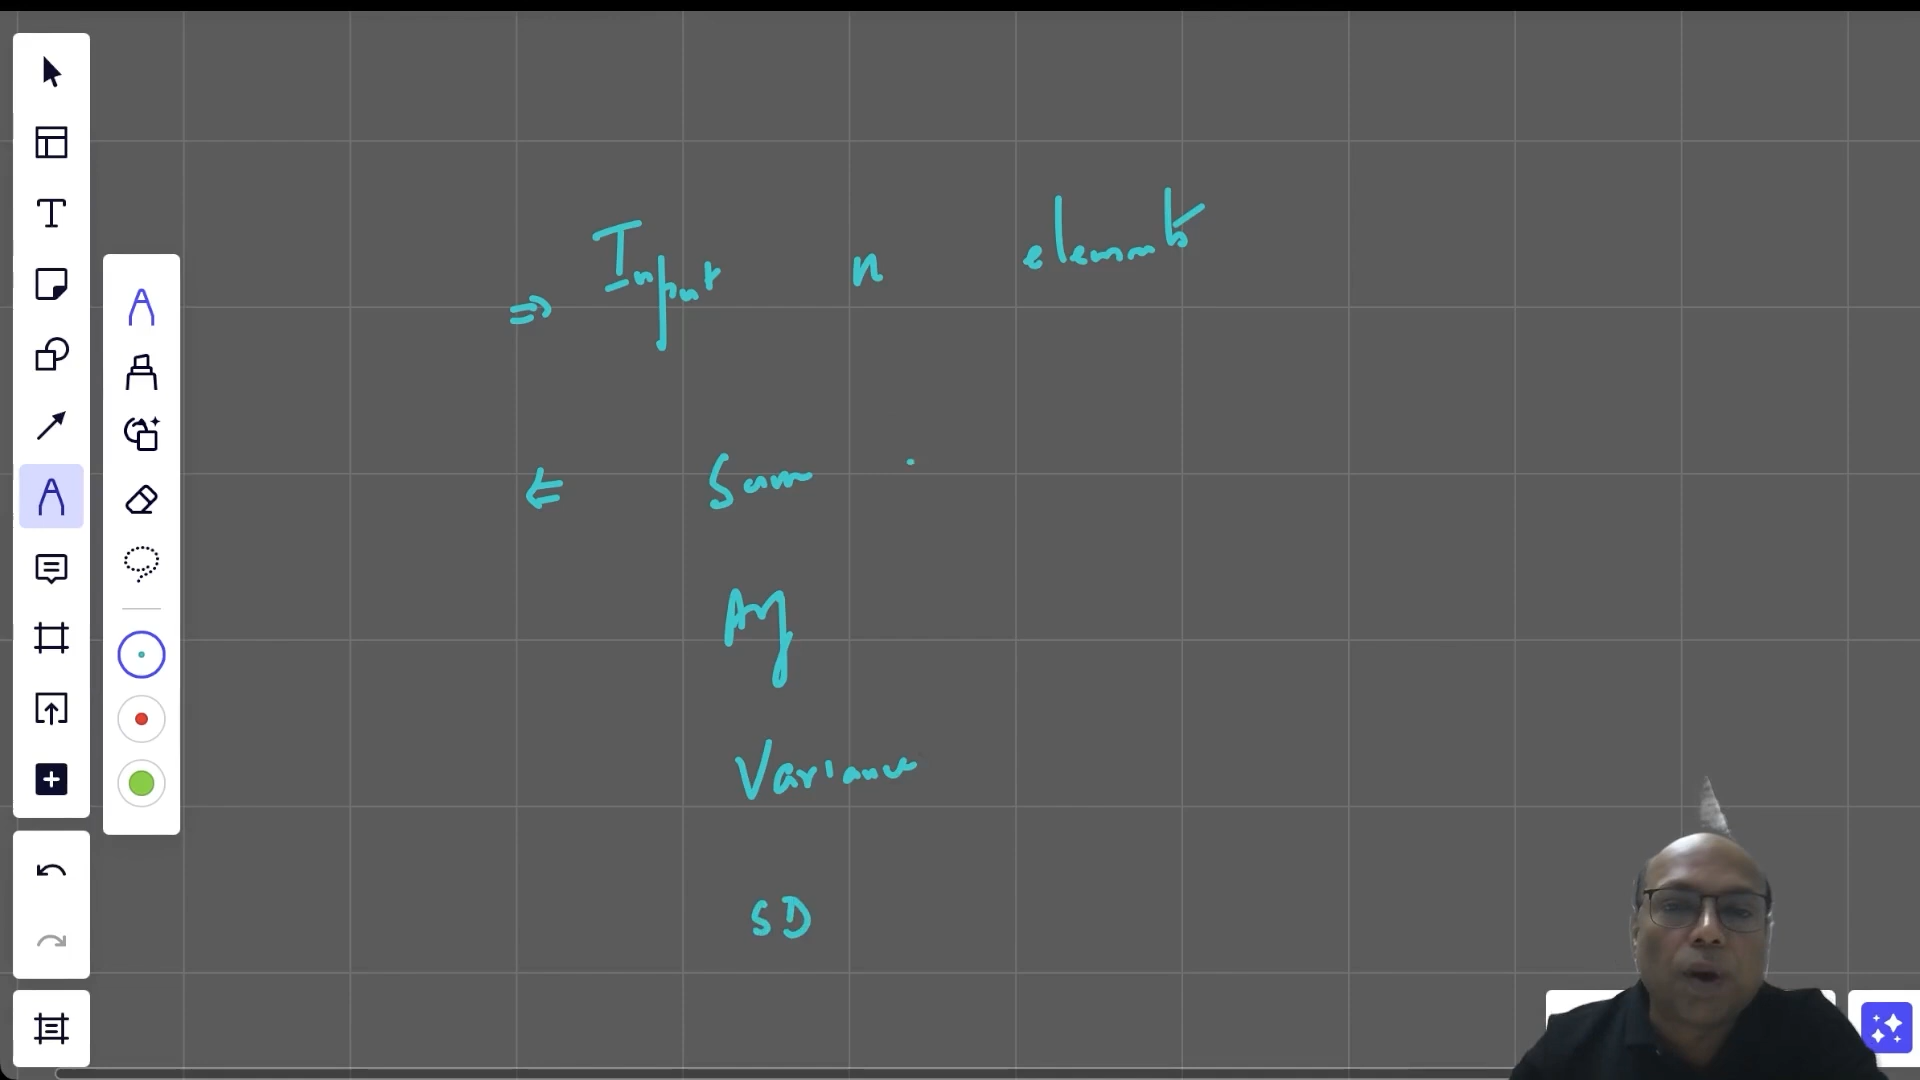 ⇒ Input n elements
⇐ Sum
Avg
Variance
SD